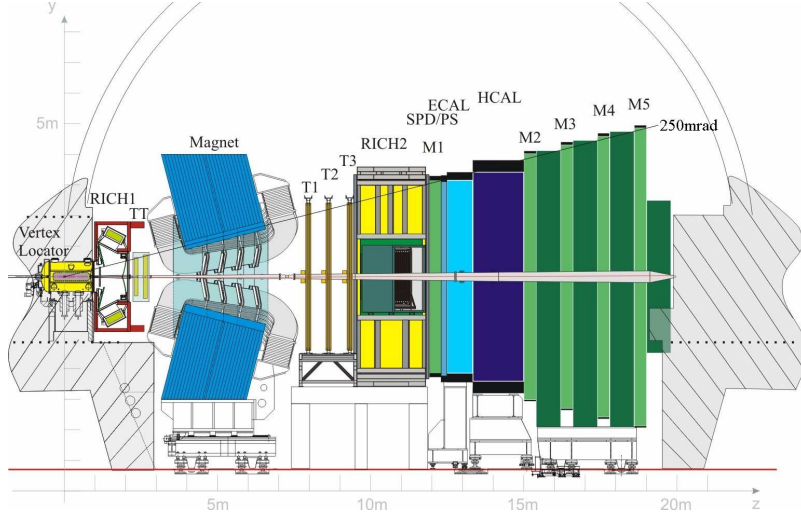 y
5m
Magnet
RICH1
TT
Vertex
Locator
T1
T2
T3
RICH2
M1
SPD/PS
ECAL
HCAL
M2
M3
M4
M5
250mrad
5m
10m
15m
20m
z